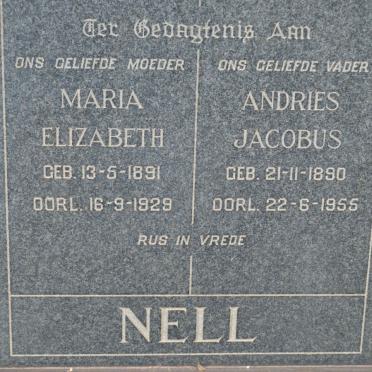 Ter Gedagtenis Aan
ONS GELIEFDE MOEDER
MARIA
ELIZABETH
GEB. 13-5-1891
OORL. 16-9-1929
ONS GELIEFDE VADER
ANDRIES
JACOBUS
GEB. 21-11-1890
OORL. 22-6-1955
RUS IN VREDE
NELL